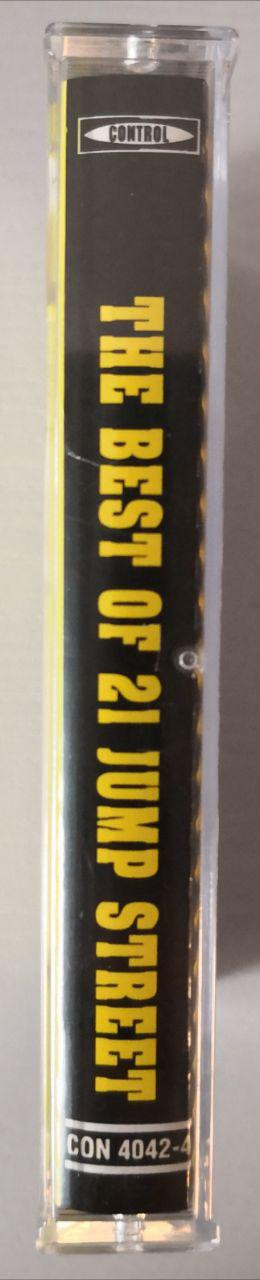 CONTROL
THE BEST OF 21 JUMP STREET
CON 4042-4